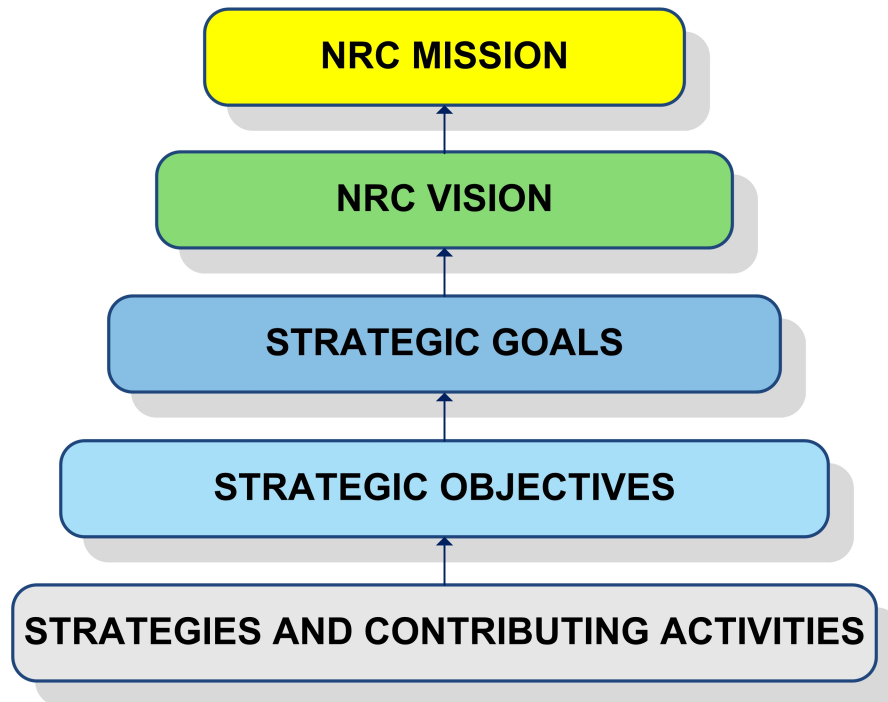 NRC MISSION
NRC VISION
STRATEGIC GOALS
STRATEGIC OBJECTIVES
STRATEGIES AND CONTRIBUTING ACTIVITIES